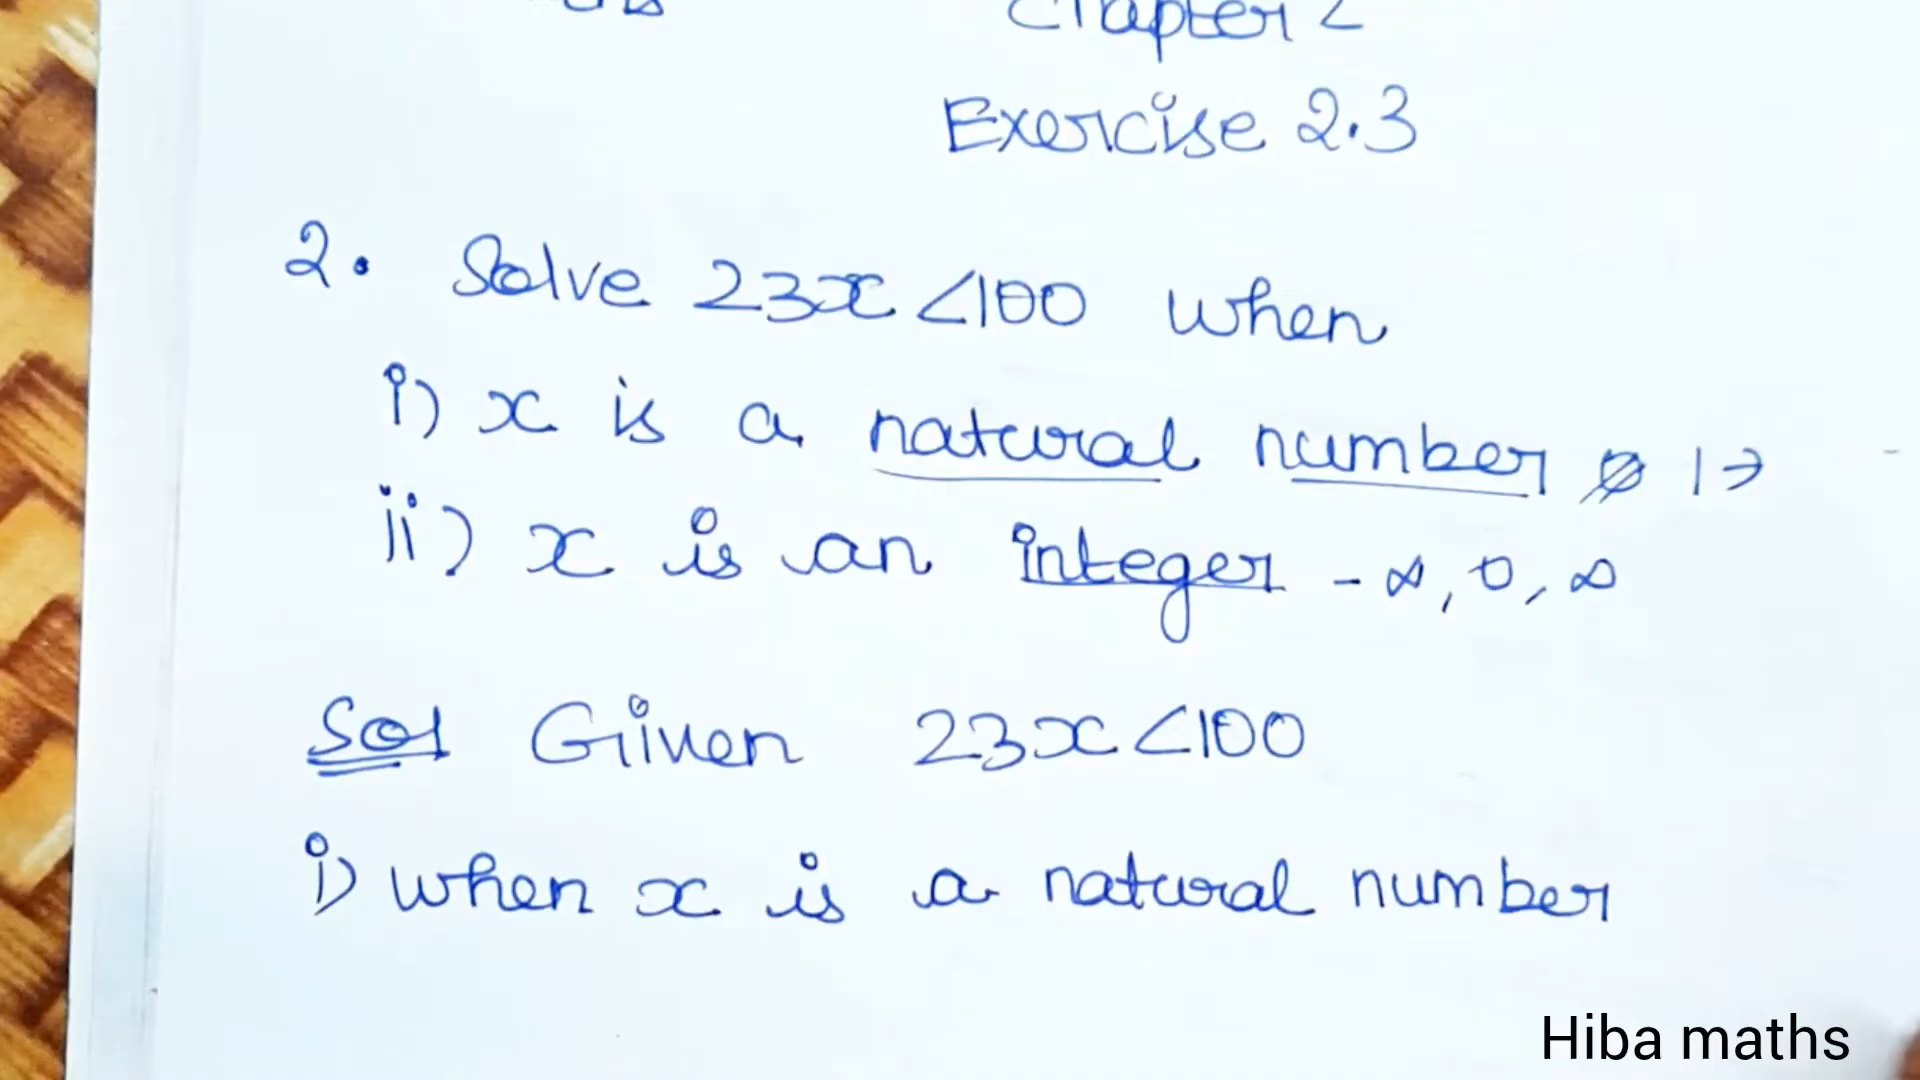 Chapter 2
Exercise 2.3
2. Solve 23x <100 when
i) x is a natural number 1→
ii) x is an integer - ∞, 0, ∞
Sol Given 23x <100
i) when x is a natural number
Hiba maths